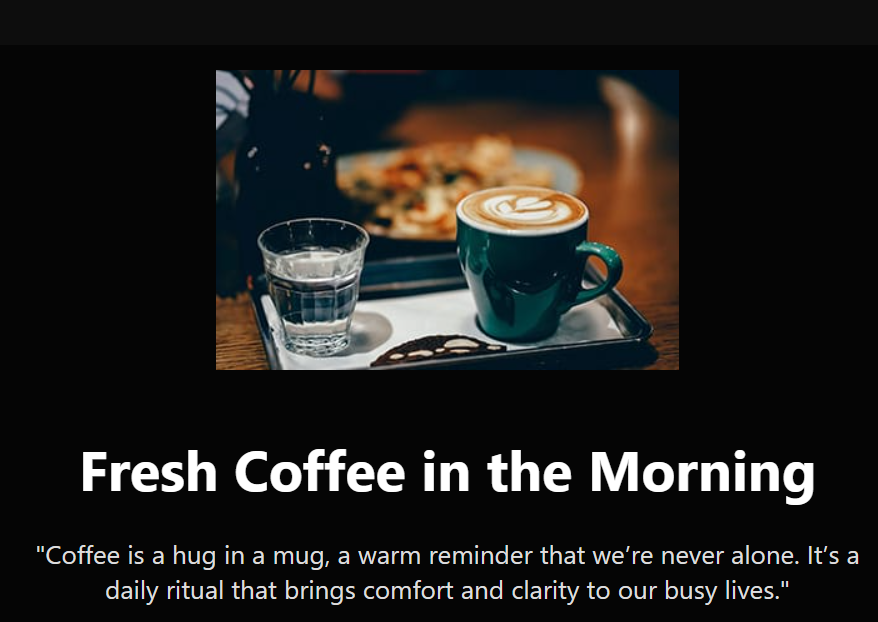 Fresh Coffee in the Morning
"Coffee is a hug in a mug, a warm reminder that we’re never alone. It’s a
daily ritual that brings comfort and clarity to our busy lives."